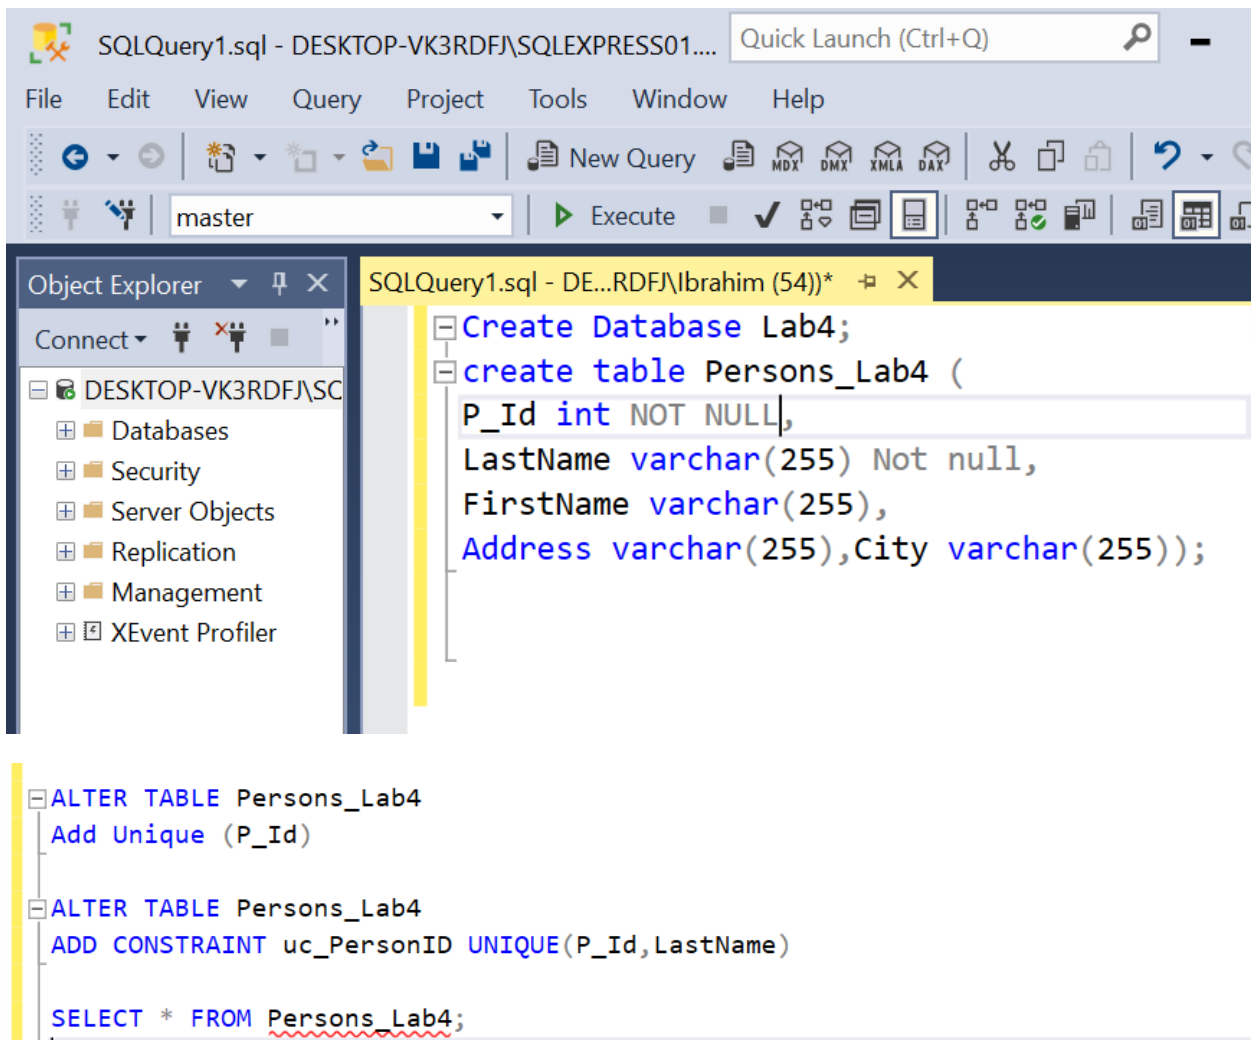 SQLQuery1.sql - DESKTOP-VK3RDFJ\SQLEXPRESS01....
Quick Launch (Ctrl+Q)
File Edit View Query Project Tools Window Help
New Query MDX DMX XMLA DAX
master Execute
Object Explorer
SQLQuery1.sql - DE...RDFJ\Ibrahim (54))*
Connect
DESKTOP-VK3RDFJ\SC
Databases
Security
Server Objects
Replication
Management
XEvent Profiler
Create Database Lab4;
create table Persons_Lab4 (
P_Id int NOT NULL,
LastName varchar(255) Not null,
FirstName varchar(255),
Address varchar(255),City varchar(255));
ALTER TABLE Persons_Lab4
Add Unique (P_Id)
ALTER TABLE Persons_Lab4
ADD CONSTRAINT uc_PersonID UNIQUE(P_Id,LastName)
SELECT * FROM Persons_Lab4;